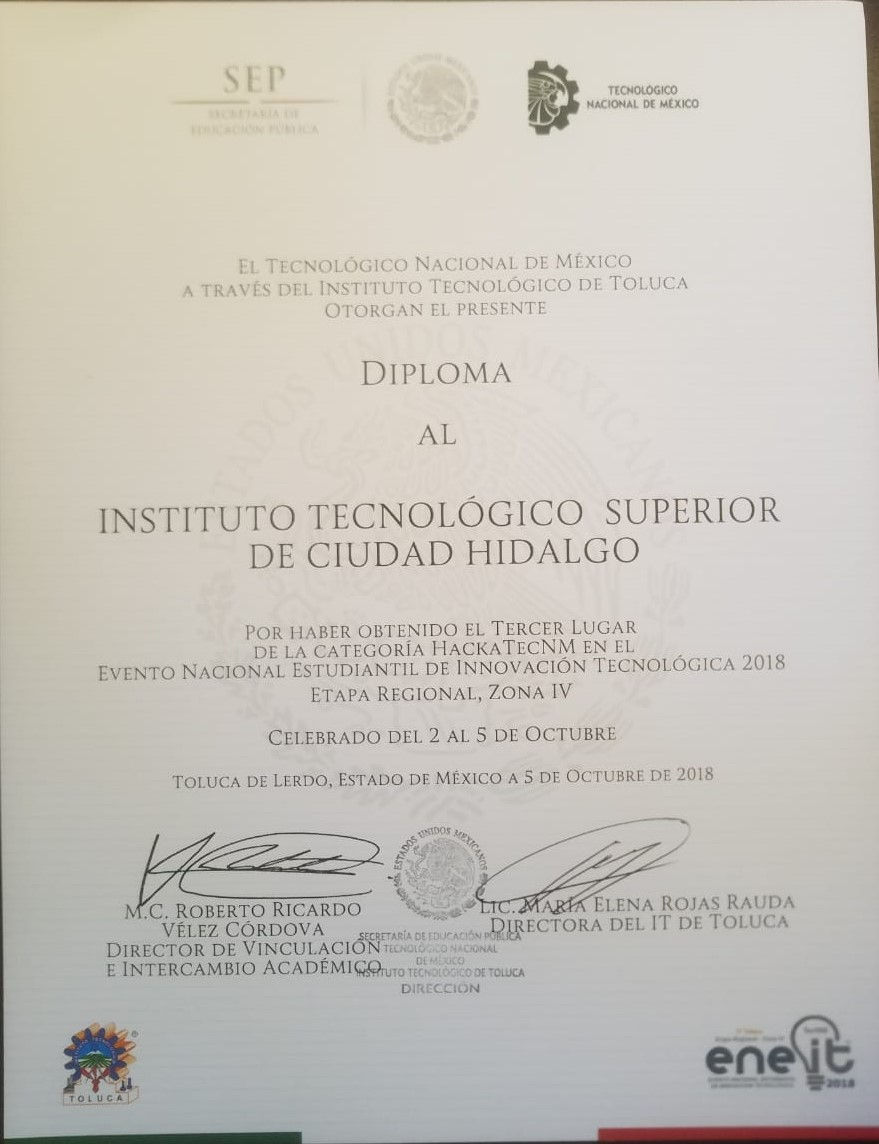 SEP
SECRETARÍA DE
EDUCACIÓN PÚBLICA
TECNOLÓGICO
NACIONAL DE MÉXICO
EL TECNOLÓGICO NACIONAL DE MÉXICO
A TRAVÉS DEL INSTITUTO TECNOLÓGICO DE TOLUCA
OTORGAN EL PRESENTE
ESTADOS UNIDOS MEXICANOS
DIPLOMA
AL
INSTITUTO TECNOLÓGICO SUPERIOR
DE CIUDAD HIDALGO
POR HABER OBTENIDO EL TERCER LUGAR
DE LA CATEGORÍA HACKATECNM EN EL
EVENTO NACIONAL ESTUDIANTIL DE INNOVACIÓN TECNOLÓGICA 2018
ETAPA REGIONAL, ZONA IV
CELEBRADO DEL 2 AL 5 DE OCTUBRE
TOLUCA DE LERDO, ESTADO DE MÉXICO A 5 DE OCTUBRE DE 2018
ESTADOS UNIDOS MEXICANOS
M.C. ROBERTO RICARDO
VÉLEZ CÓRDOVA
DIRECTOR DE VINCULACIÓN
E INTERCAMBIO ACADÉMICO
SECRETARÍA DE EDUCACIÓN PÚBLICA
TECNOLÓGICO NACIONAL
DE MÉXICO
INSTITUTO TECNOLÓGICO DE TOLUCA
DIRECCIÓN
LIC. MARÍA ELENA ROJAS RAUDA
DIRECTORA DEL IT DE TOLUCA
TOLUCA
eneit
2018